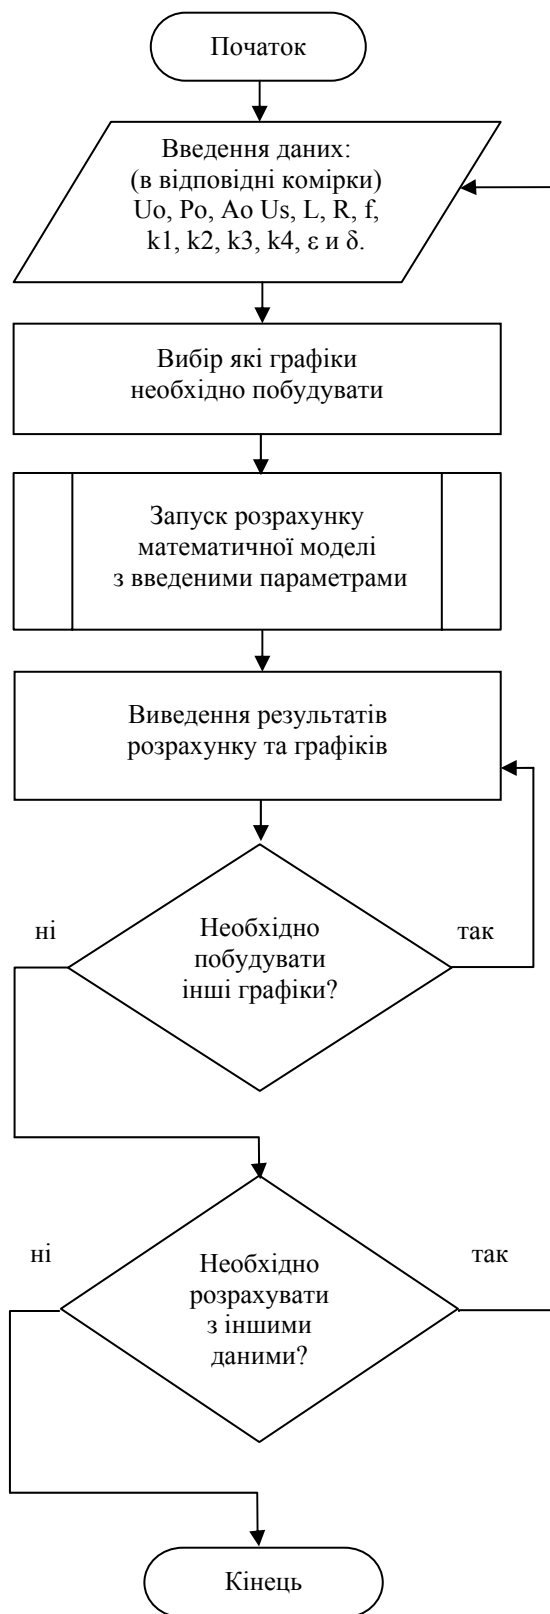 Початок
Введення даних:
(в відповідні комірки)
Uo, Po, Ao Us, L, R, f,
k1, k2, k3, k4, ε и δ.
Вибір які графіки
необхідно побудувати
Запуск розрахунку
математичної моделі
з введеними параметрами
Виведення результатів
розрахунку та графіків
ні
Необхідно
побудувати
інші графіки?
так
ні
Необхідно
розрахувати
з іншими
даними?
так
Кінець